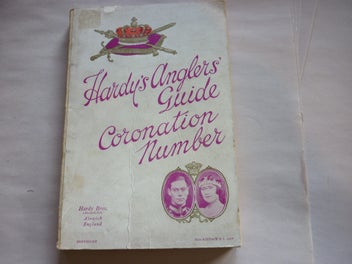 Hardy's Anglers'
Guide
Coronation
Number
Hardy Bros.
Alnwick
England